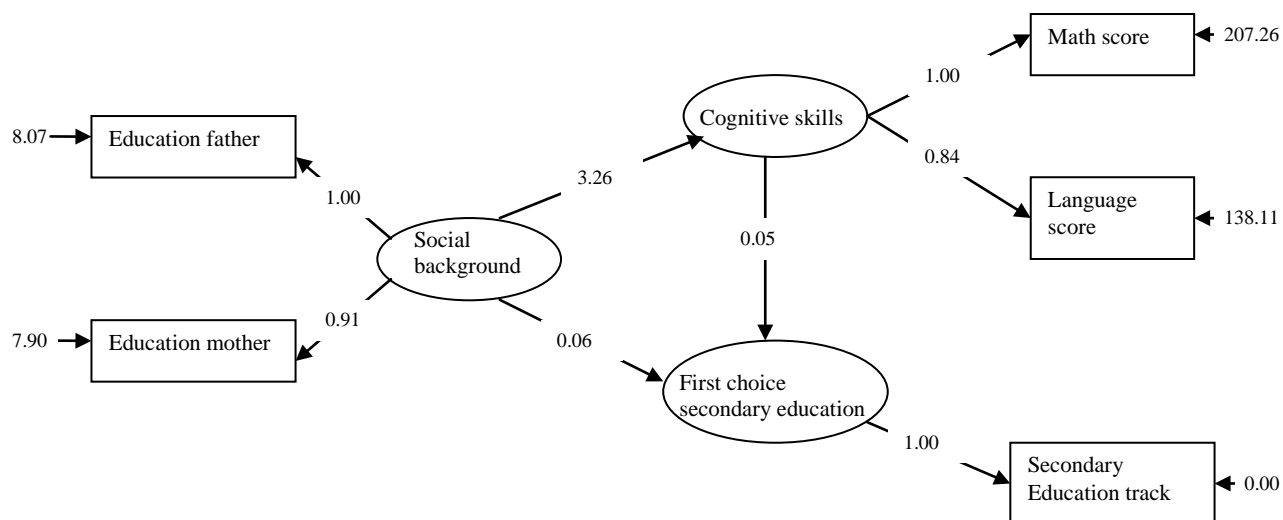 Math score
207.26
1.00
Cognitive skills
8.07
Education father
0.84
3.26
1.00
Language
score
138.11
Social
background
0.05
7.90
Education mother
0.91
0.06
First choice
secondary education
1.00
Secondary
Education track
0.00